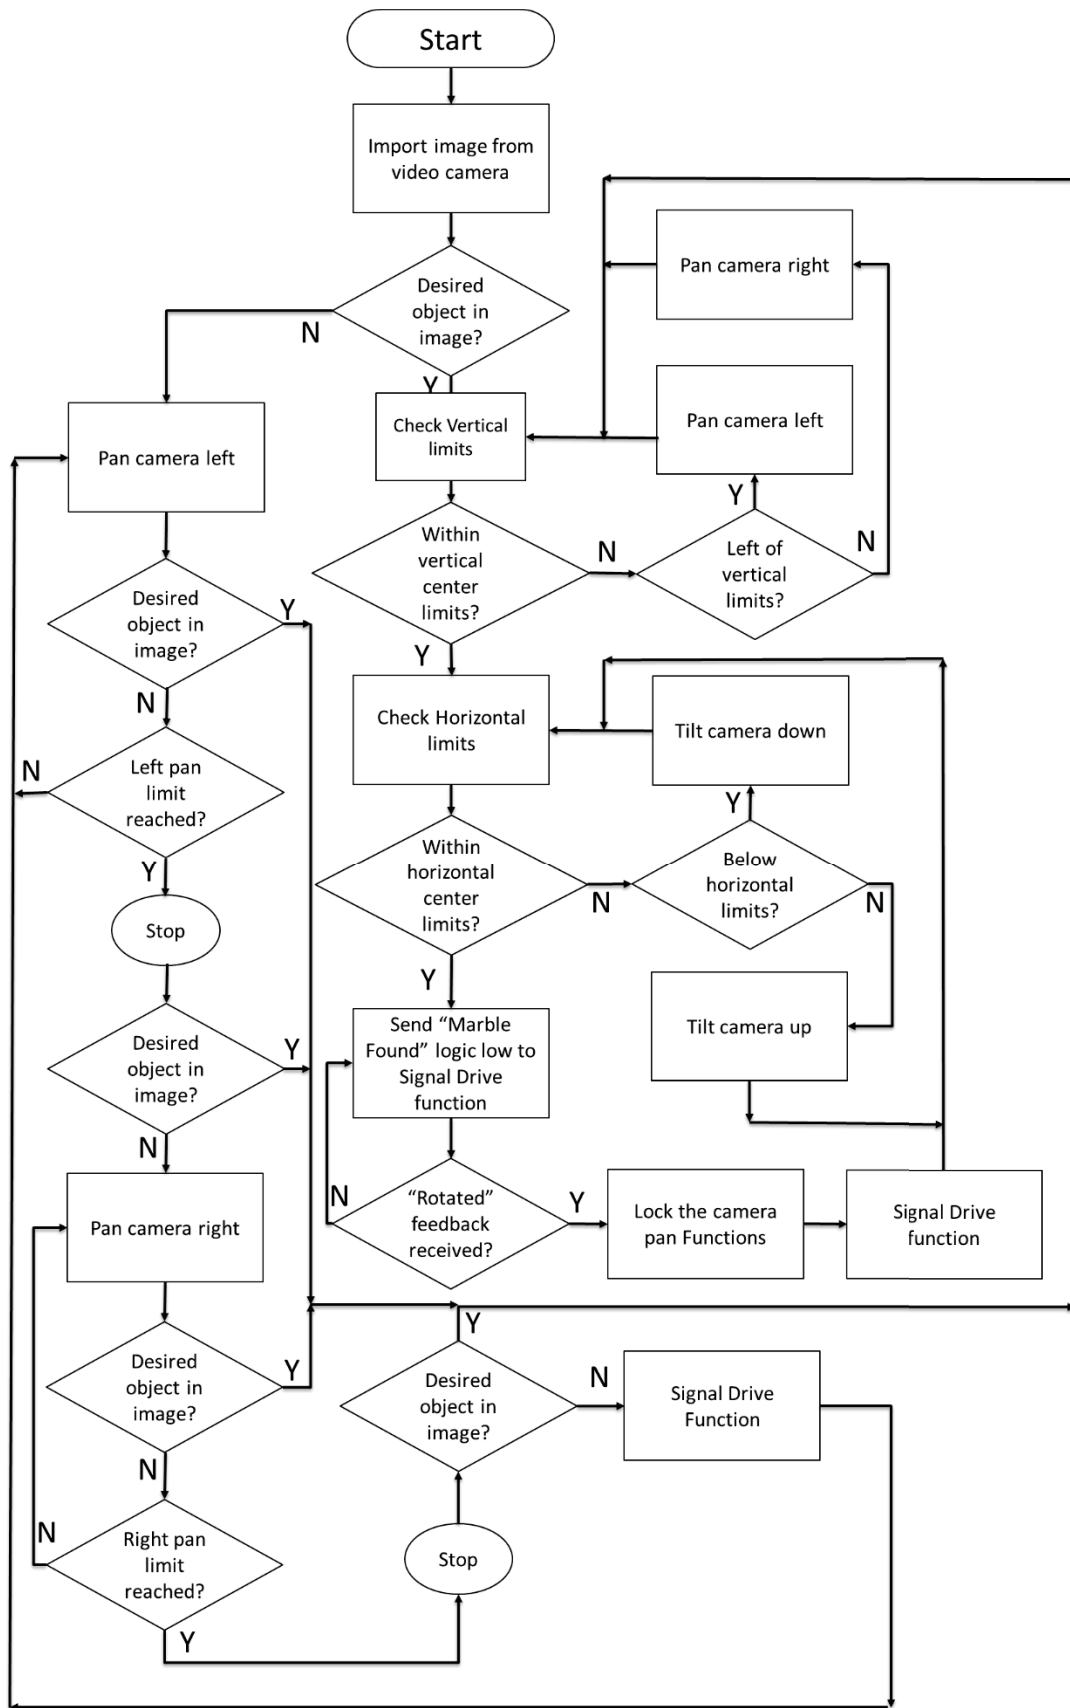 Start
Import image from
video camera
Desired
object in
image?
N
Y
Pan camera right
Pan camera left
Check Vertical
limits
Pan camera left
Y
N
Within
vertical
center
limits?
N
Left of
vertical
limits?
Y
Desired
object in
image?
Y
N
Check Horizontal
limits
Tilt camera down
Y
Left pan
limit
reached?
N
Y
Within
horizontal
center
limits?
N
Below
horizontal
limits?
N
Y
Stop
Send “Marble
Found” logic low to
Signal Drive
function
Tilt camera up
Desired
object in
image?
Y
N
“Rotated”
feedback
received?
N
Y
Lock the camera
pan Functions
Signal Drive
function
Pan camera right
Desired
object in
image?
Y
N
Y
Desired
object in
image?
N
Signal Drive
Function
Right pan
limit
reached?
N
Y
Stop